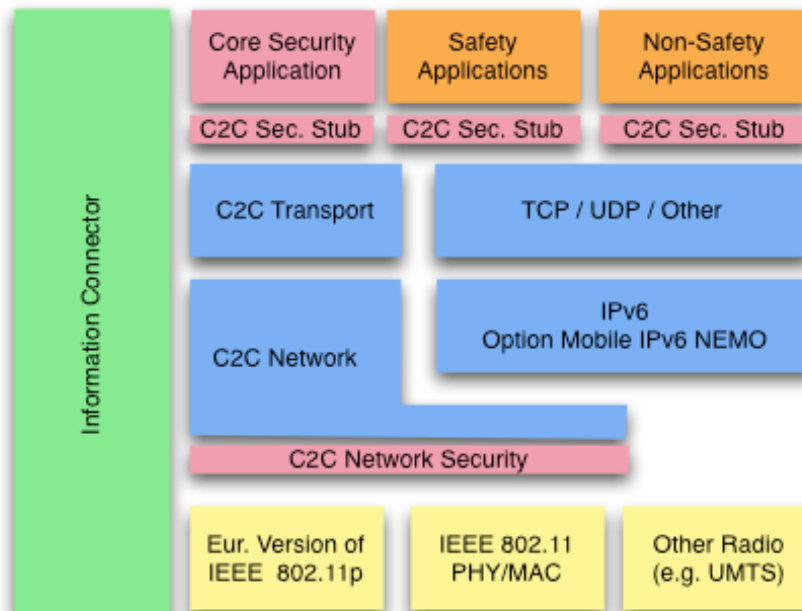 Information Connector
Core Security
Application
Safety
Applications
Non-Safety
Applications
C2C Sec. Stub
C2C Sec. Stub
C2C Sec. Stub
C2C Transport
TCP / UDP / Other
C2C Network
IPv6
Option Mobile IPv6 NEMO
C2C Network Security
Eur. Version of
IEEE 802.11p
IEEE 802.11
PHY/MAC
Other Radio
(e.g. UMTS)